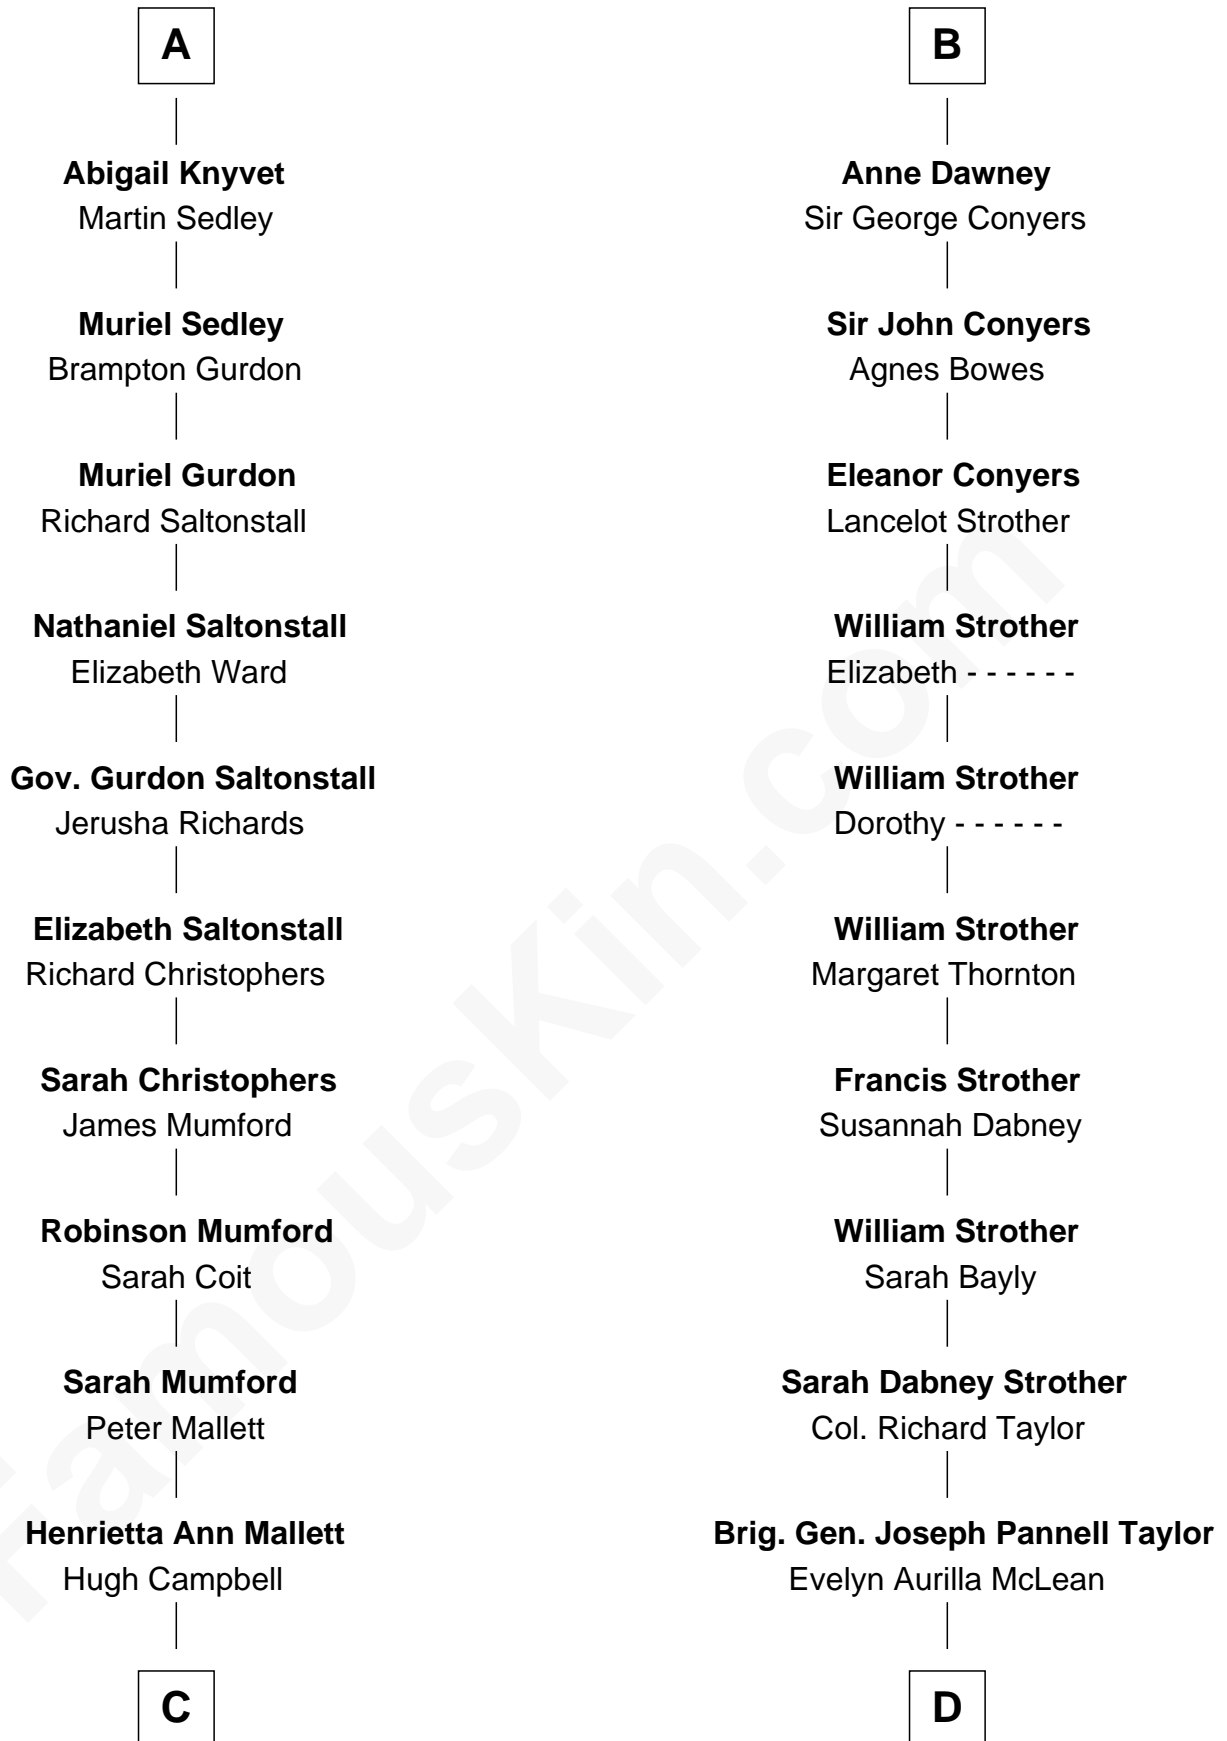 A
Abigail Knyvet
Martin Sedley
Muriel Sedley
Brampton Gurdon
Muriel Gurdon
Richard Saltonstall
Nathaniel Saltonstall
Elizabeth Ward
Gov. Gurdon Saltonstall
Jerusha Richards
Elizabeth Saltonstall
Richard Christophers
Sarah Christophers
James Mumford
Robinson Mumford
Sarah Coit
Sarah Mumford
Peter Mallett
Henrietta Ann Mallett
Hugh Campbell
C
B
Anne Dawney
Sir George Conyers
Sir John Conyers
Agnes Bowes
Eleanor Conyers
Lancelot Strother
William Strother
Elizabeth - - - - - -
William Strother
Dorothy - - - - - -
William Strother
Margaret Thornton
Francis Strother
Susannah Dabney
William Strother
Sarah Bayly
Sarah Dabney Strother
Col. Richard Taylor
Brig. Gen. Joseph Pannell Taylor
Evelyn Aurilla McLean
D
FamousKin.com